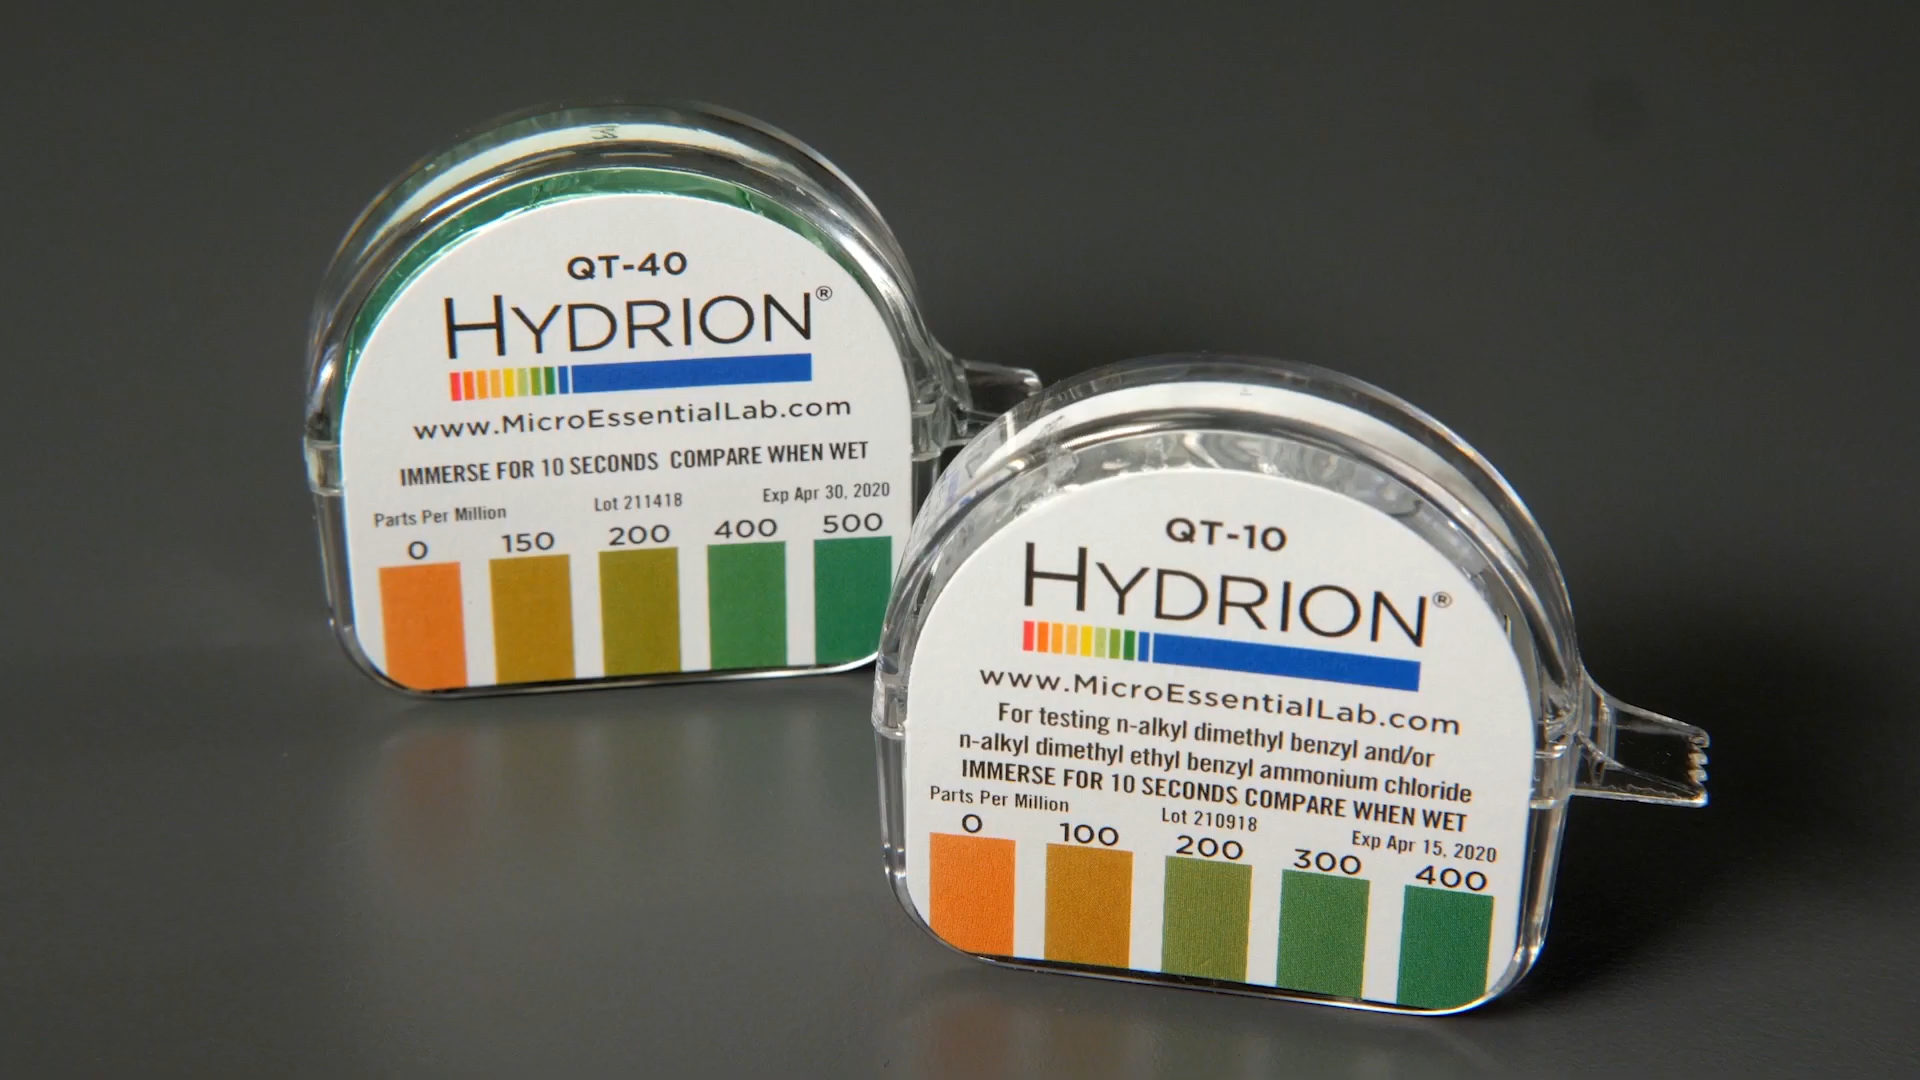 QT-40
HYDRION®
www.MicroEssentialLab.com
IMMERSE FOR 10 SECONDS COMPARE WHEN WET
Parts Per Million Lot 211418 Exp Apr 30, 2020
0 150 200 400 500
QT-10
HYDRION®
www.MicroEssentialLab.com
For testing n-alkyl dimethyl benzyl and/or
n-alkyl dimethyl ethyl benzyl ammonium chloride
IMMERSE FOR 10 SECONDS COMPARE WHEN WET
Parts Per Million Lot 210918 Exp Apr 15, 2020
0 100 200 300 400